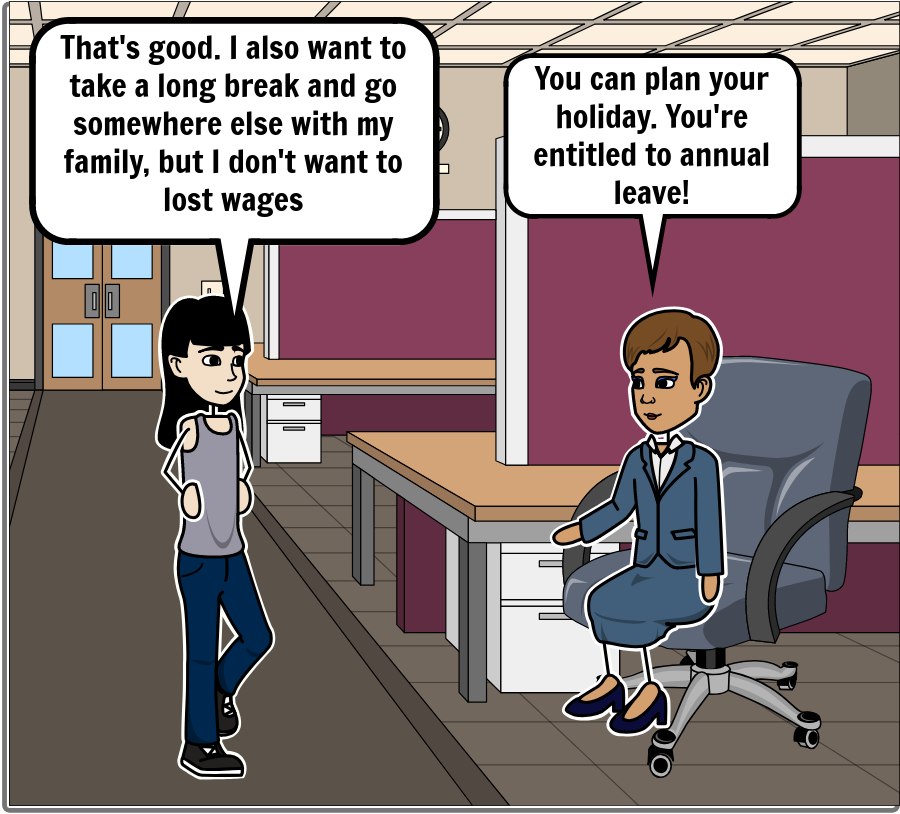 That's good. I also want to
take a long break and go
somewhere else with my
family, but I don't want to
lost wages
You can plan your
holiday. You're
entitled to annual
leave!